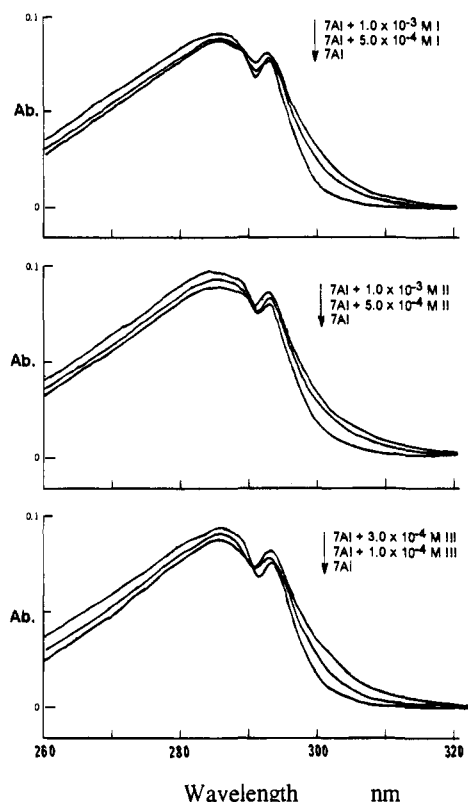 0.1
Ab.
0
7AI + 1.0 x 10⁻³ M I
7AI + 5.0 x 10⁻⁴ M I
7AI
0.1
Ab.
0
7AI + 1.0 x 10⁻³ M II
7AI + 5.0 x 10⁻⁴ M II
7AI
0.1
Ab.
0
7AI + 3.0 x 10⁻⁴ M III
7AI + 1.0 x 10⁻⁴ M III
7AI
260 280 300 320
Wavelength nm